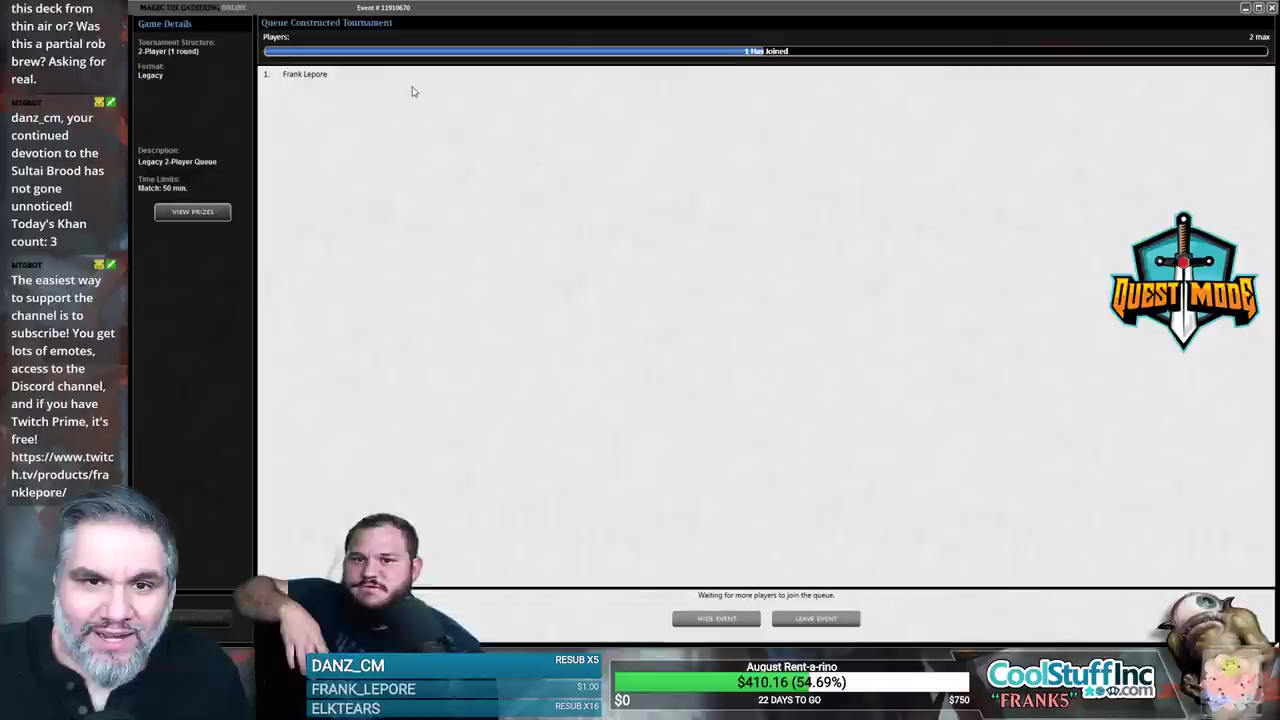 this deck from
thin air or? Was
this a partial rob
brew? Asking for
real.
MTGBOT
danz_cm, your
continued
devotion to the
Sultai Brood has
not gone
unnoticed!
Today's Khan
count: 3
MTGBOT
The easiest way
to support the
channel is to
subscribe! You get
lots of emotes,
access to the
Discord channel,
and if you have
Twitch Prime, it's
free!
https://www.twitc
h.tv/products/fra
nklepore/
MAGIC THE GATHERING ONLINE
Event # 11910670
Game Details
Tournament Structure:
2-Player (1 round)
Format:
Legacy
Description:
Legacy 2-Player Queue
Time Limits:
Match: 50 min.
VIEW PRIZES
Queue Constructed Tournament
Players:
2 max
1 Has Joined
1. Frank Lepore
QUEST MODE
Waiting for more players to join the queue.
HIDE EVENT
LEAVE EVENT
DANZ_CM RESUB X5
FRANK_LEPORE $1.00
ELKTEARS RESUB X16
August Rent-a-rino
$410.16 (54.69%)
$0 22 DAYS TO GO $750
CoolStuffInc
.com
"FRANK5"